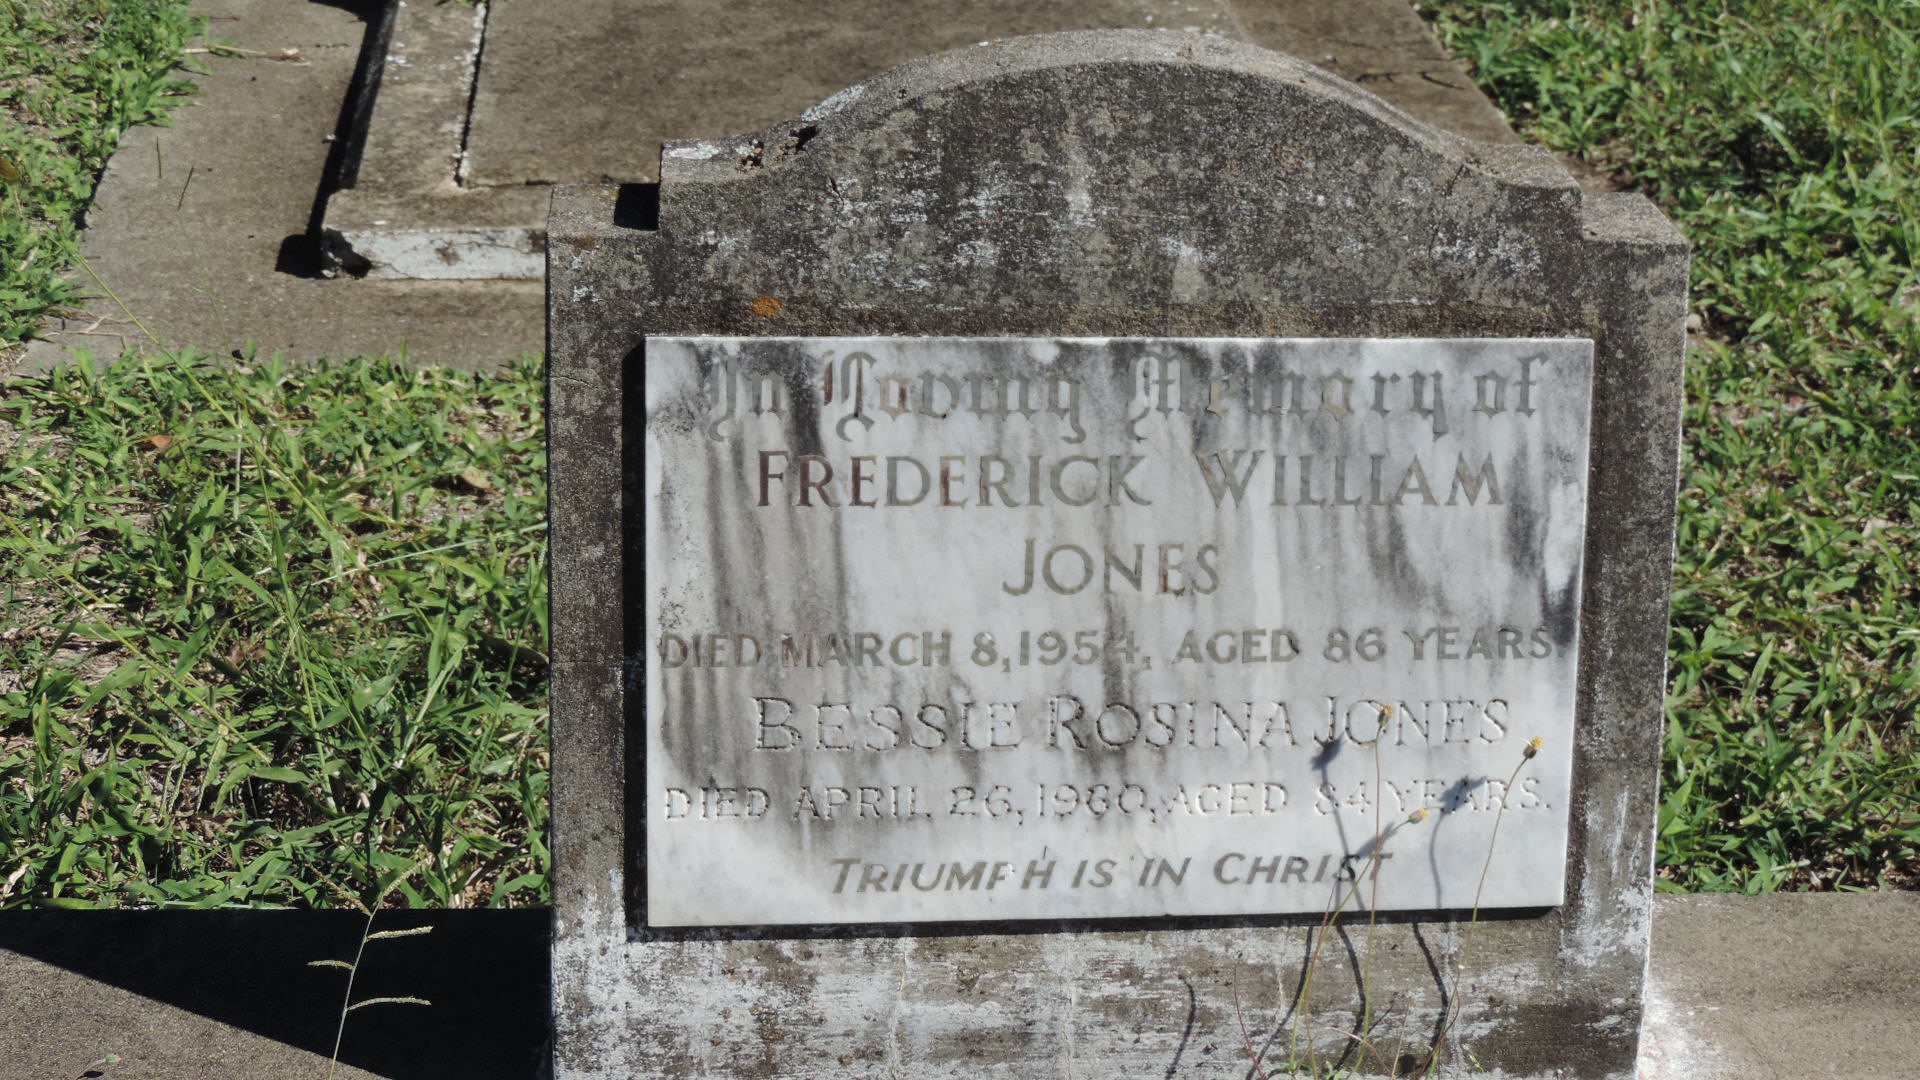 In Loving Memory of
FREDERICK WILLIAM
JONES
DIED MARCH 8, 1954, AGED 86 YEARS
BESSIE ROSINA JONES
DIED APRIL 26, 1960, AGED 84 YEARS.
TRIUMPH IS IN CHRIST